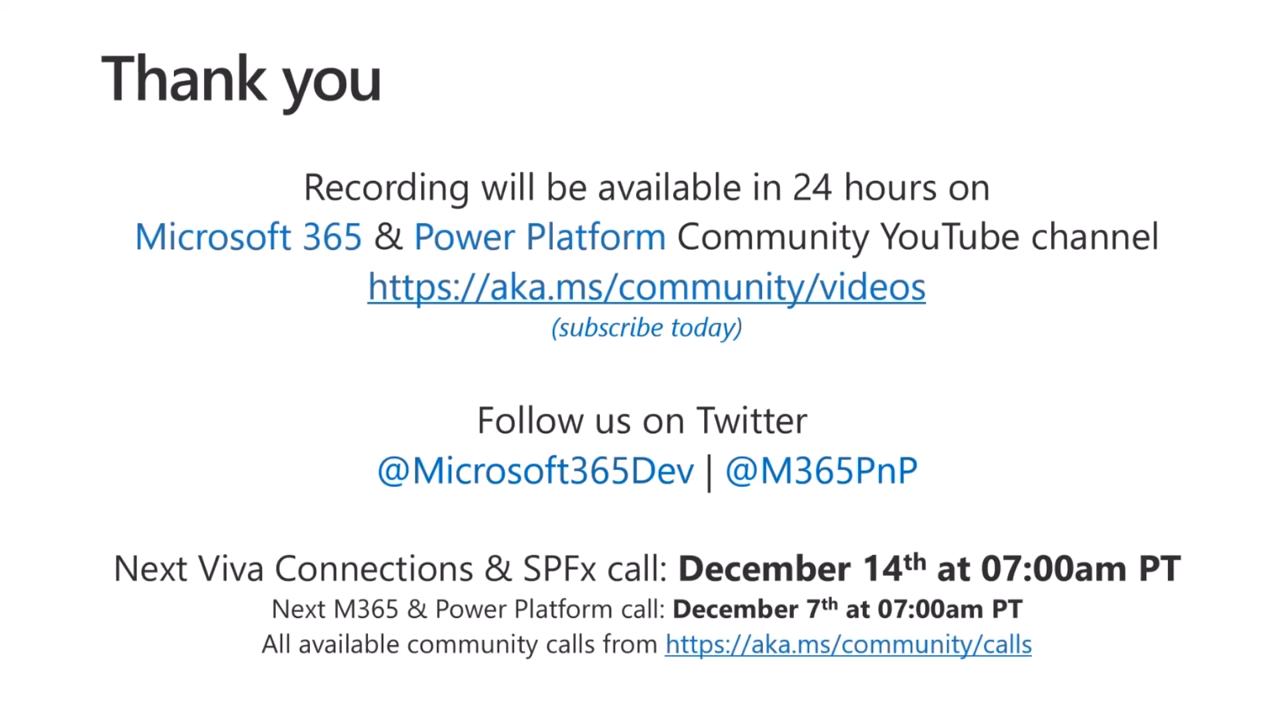 Thank you
Recording will be available in 24 hours on
Microsoft 365 & Power Platform Community YouTube channel
https://aka.ms/community/videos
(subscribe today)
Follow us on Twitter
@Microsoft365Dev | @M365PnP
Next Viva Connections & SPFx call: December 14th at 07:00am PT
Next M365 & Power Platform call: December 7th at 07:00am PT
All available community calls from https://aka.ms/community/calls